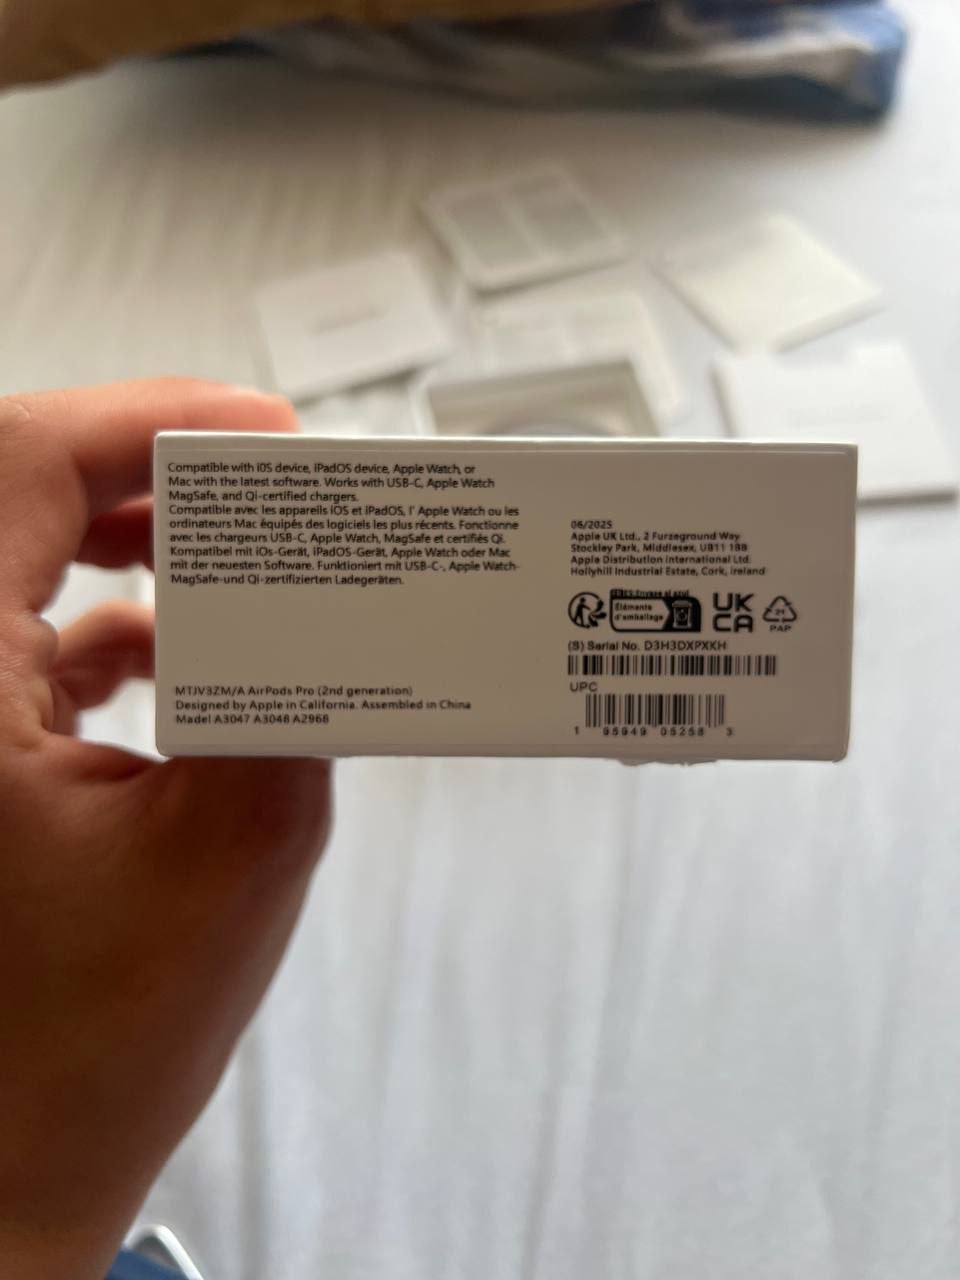 Compatible with iOS device, iPadOS device, Apple Watch, or
Mac with the latest software. Works with USB-C, Apple Watch
MagSafe, and Qi-certified chargers.
Compatible avec les appareils iOS et iPadOS, l' Apple Watch ou les
ordinateurs Mac équipés des logiciels les plus récents. Fonctionne
avec les chargeurs USB-C, Apple Watch, MagSafe et certifiés Qi.
Kompatibel mit iOs-Gerät, iPadOS-Gerät, Apple Watch oder Mac
mit der neuesten Software. Funktioniert mit USB-C-, Apple Watch-
MagSafe-und Qi-zertifizierten Ladegeräten.
MTJV3ZM/A AirPods Pro (2nd generation)
Designed by Apple in California. Assembled in China
Madel A3047 A3048 A2968
06/2025
Apple UK Ltd., 2 Furzeground Way
Stockley Park, Middlesex, UB11 1BB
Apple Distribution International Ltd.
Hollyhill Industrial Estate, Cork, Ireland
Éléments
d'emballage
UK
CA
21
PAP
(S) Serial No. D3H3DXPXKH
UPC
1 95949 05258 3